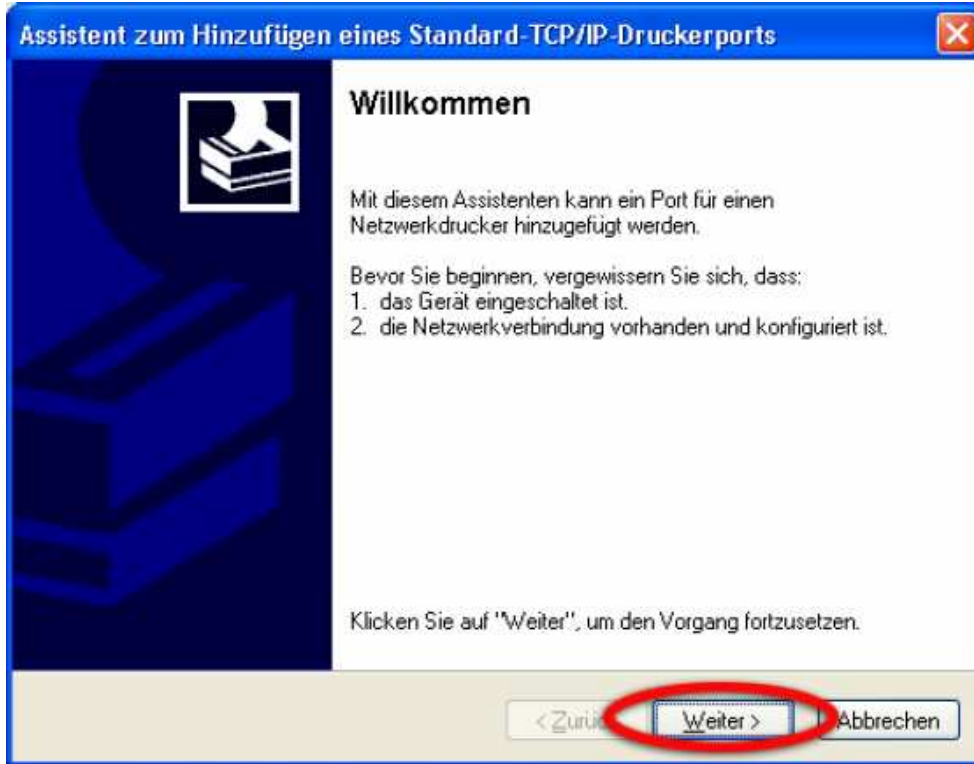 Assistent zum Hinzufügen eines Standard-TCP/IP-Druckerports
Willkommen
Mit diesem Assistenten kann ein Port für einen
Netzwerkdrucker hinzugefügt werden.
Bevor Sie beginnen, vergewissern Sie sich, dass:
1. das Gerät eingeschaltet ist.
2. die Netzwerkverbindung vorhanden und konfiguriert ist.
Klicken Sie auf "Weiter", um den Vorgang fortzusetzen.
< Zurück Weiter > Abbrechen